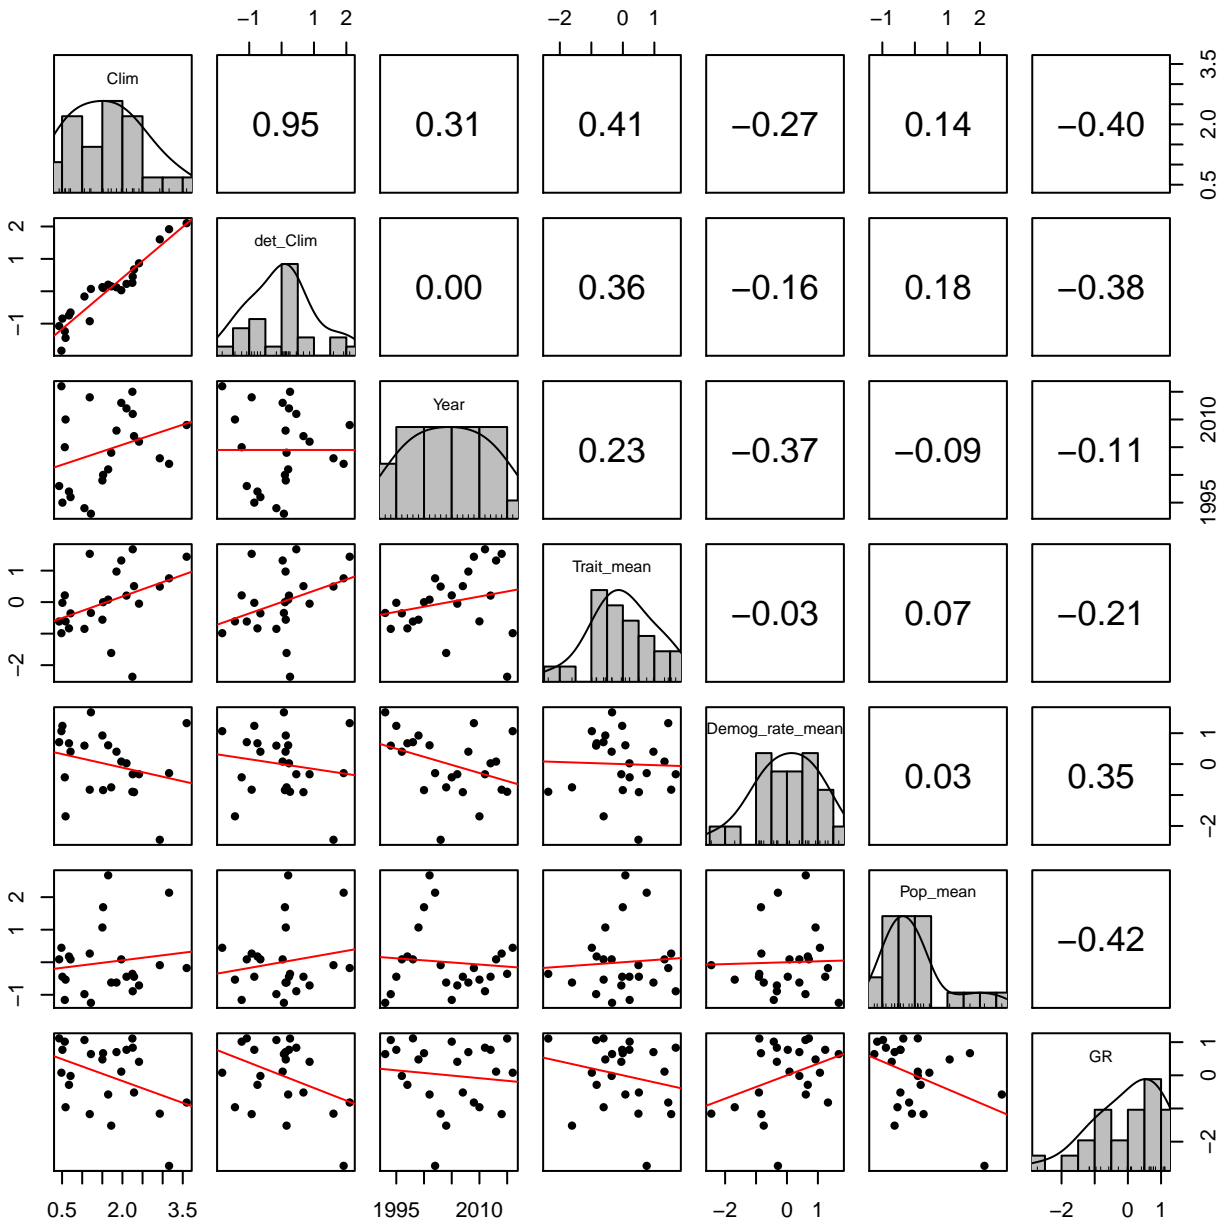 −1 1 2 −2 0 1 −1 1 2
Clim 0.95 0.31 0.41 −0.27 0.14 −0.40 0.5 2.0 3.5
−1 1 2 det_Clim 0.00 0.36 −0.16 0.18 −0.38
Year 0.23 −0.37 −0.09 −0.11 1995 2010
−2 0 1 Trait_mean −0.03 0.07 −0.21
Demog_rate_mean 0.03 0.35 −2 0 1
−1 1 2 Pop_mean −0.42
GR −2 0 1
0.5 2.0 3.5 1995 2010 −2 0 1 −2 0 1